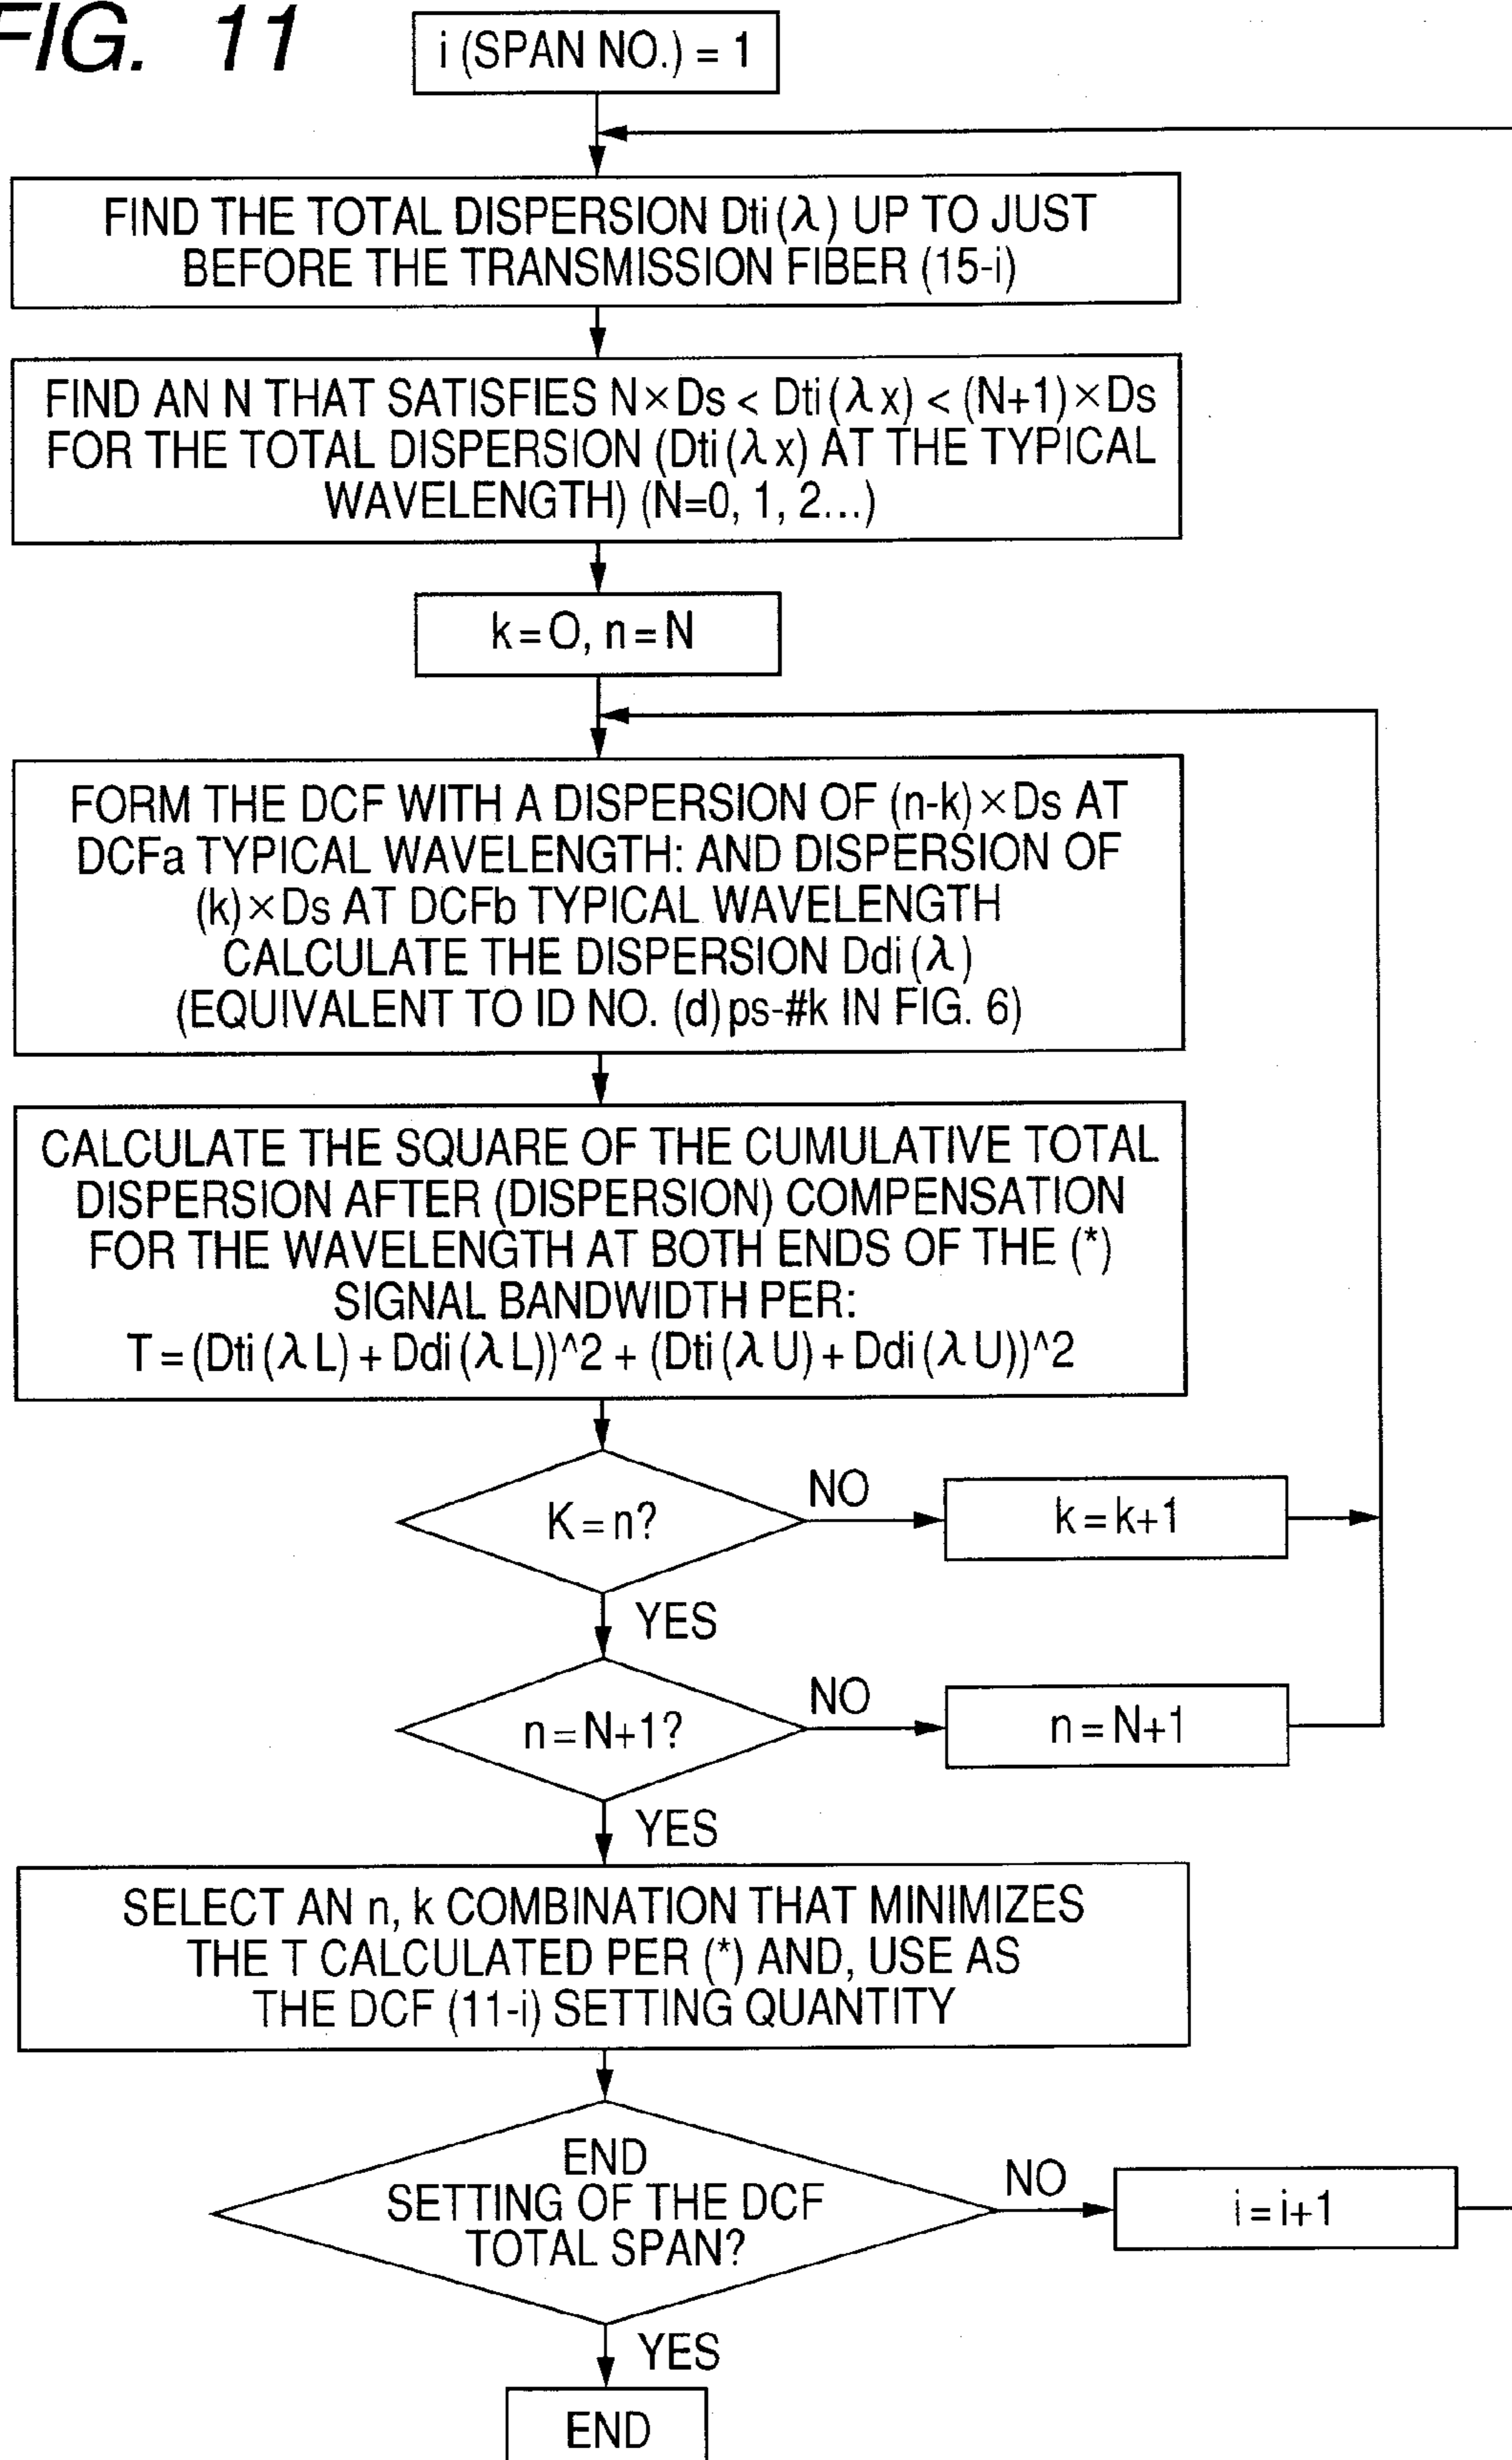 FIG. 11
i (SPAN NO.) = 1
FIND THE TOTAL DISPERSION Dti(λ) UP TO JUST
BEFORE THE TRANSMISSION FIBER (15-i)
FIND AN N THAT SATISFIES N×Ds < Dti(λx) < (N+1)×Ds
FOR THE TOTAL DISPERSION (Dti(λx) AT THE TYPICAL
WAVELENGTH) (N=0, 1, 2...)
k=O, n=N
FORM THE DCF WITH A DISPERSION OF (n-k)×Ds AT
DCFa TYPICAL WAVELENGTH: AND DISPERSION OF
(k)×Ds AT DCFb TYPICAL WAVELENGTH
CALCULATE THE DISPERSION Ddi(λ)
(EQUIVALENT TO ID NO. (d)ps-#k IN FIG. 6)
CALCULATE THE SQUARE OF THE CUMULATIVE TOTAL
DISPERSION AFTER (DISPERSION) COMPENSATION
FOR THE WAVELENGTH AT BOTH ENDS OF THE (*)
SIGNAL BANDWIDTH PER:
T=(Dti(λL)+Ddi(λL))^2+(Dti(λU)+Ddi(λU))^2
K=n?
NO
k=k+1
YES
n=N+1?
NO
n=N+1
YES
SELECT AN n, k COMBINATION THAT MINIMIZES
THE T CALCULATED PER (*) AND, USE AS
THE DCF (11-i) SETTING QUANTITY
END
SETTING OF THE DCF
TOTAL SPAN?
NO
i=i+1
YES
END